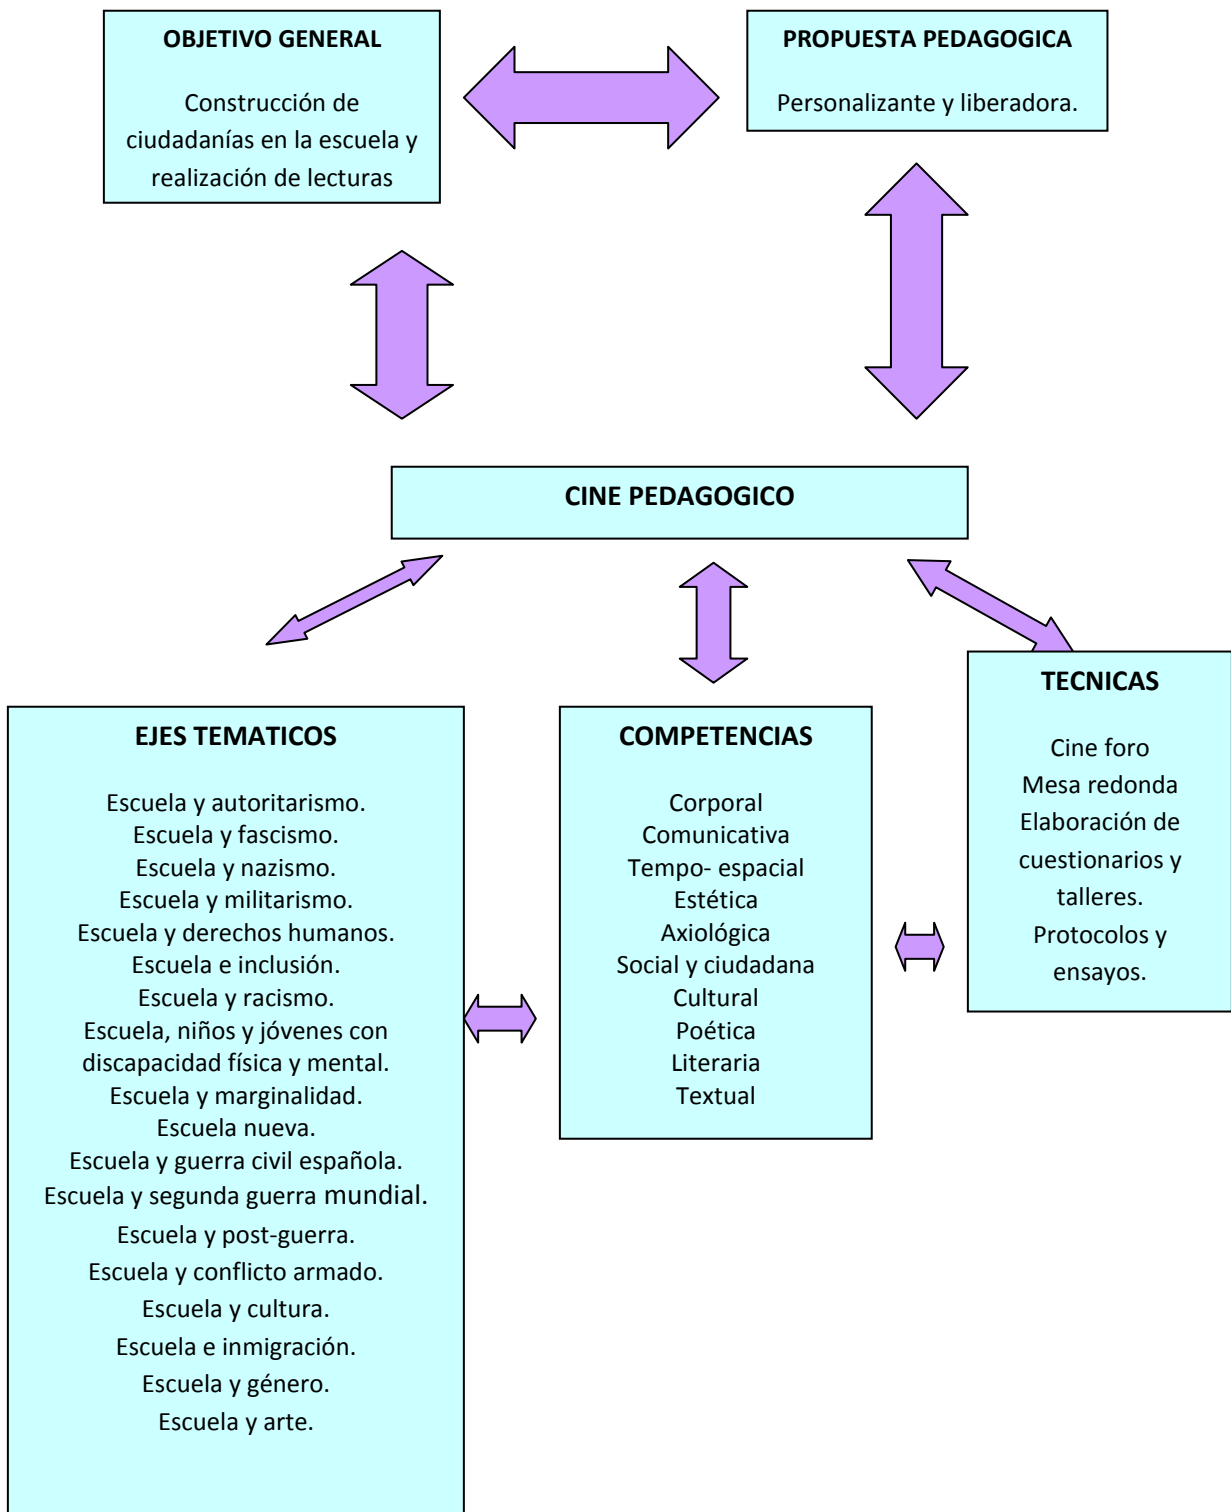 OBJETIVO GENERAL
Construcción de
ciudadanías en la escuela y
realización de lecturas
PROPUESTA PEDAGOGICA
Personalizante y liberadora.
CINE PEDAGOGICO
EJES TEMATICOS
Escuela y autoritarismo.
Escuela y fascismo.
Escuela y nazismo.
Escuela y militarismo.
Escuela y derechos humanos.
Escuela e inclusión.
Escuela y racismo.
Escuela, niños y jóvenes con
discapacidad física y mental.
Escuela y marginalidad.
Escuela nueva.
Escuela y guerra civil española.
Escuela y segunda guerra mundial.
Escuela y post-guerra.
Escuela y conflicto armado.
Escuela y cultura.
Escuela e inmigración.
Escuela y género.
Escuela y arte.
COMPETENCIAS
Corporal
Comunicativa
Tempo- espacial
Estética
Axiológica
Social y ciudadana
Cultural
Poética
Literaria
Textual
TECNICAS
Cine foro
Mesa redonda
Elaboración de
cuestionarios y
talleres.
Protocolos y
ensayos.